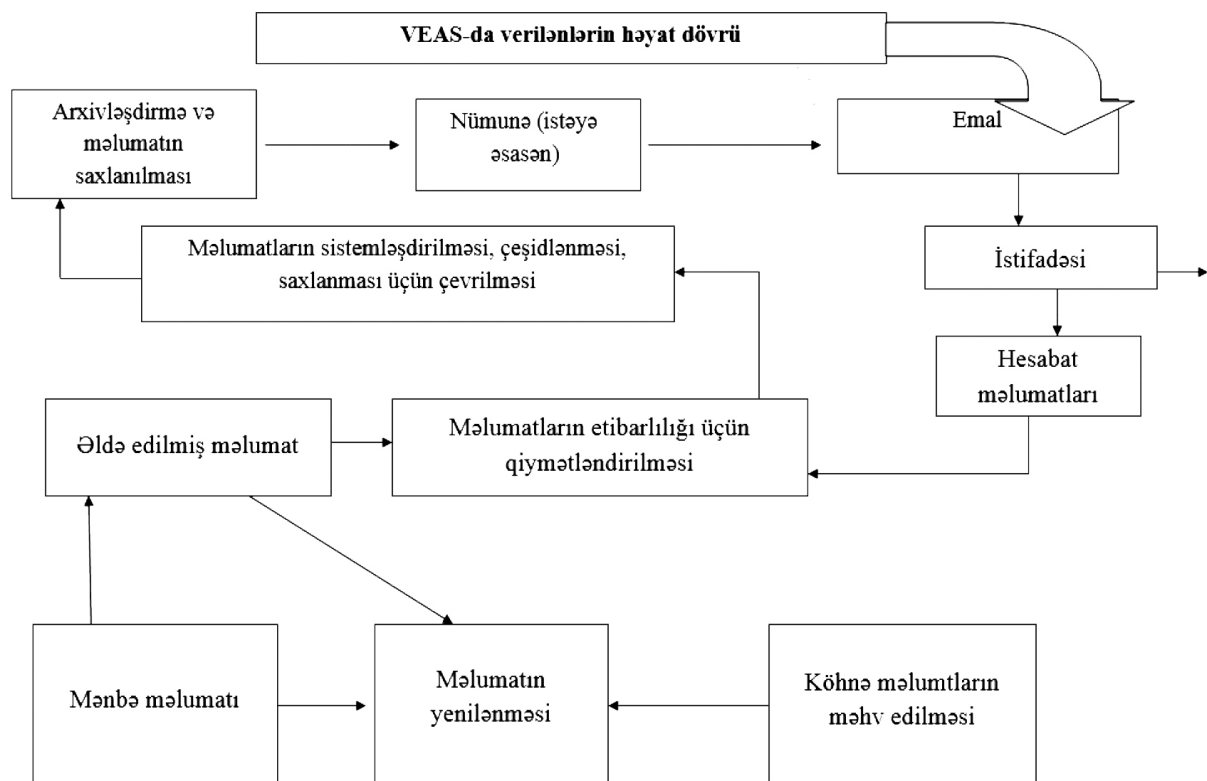 VEAS-da verilənlərin həyat dövrü
Arxivləşdirmə və
məlumatın
saxlanılması
Nümunə (istəyə
əsasən)
Emal
Məlumatların sistemləşdirilməsi, çeşidlənməsi,
saxlanması üçün çevrilməsi
İstifadəsi
Hesabat
məlumatları
Əldə edilmiş məlumat
Məlumatların etibarlılığı üçün
qiymətləndirilməsi
Mənbə məlumatı
Məlumatın
yenilənməsi
Köhnə məlumtların
məhv edilməsi